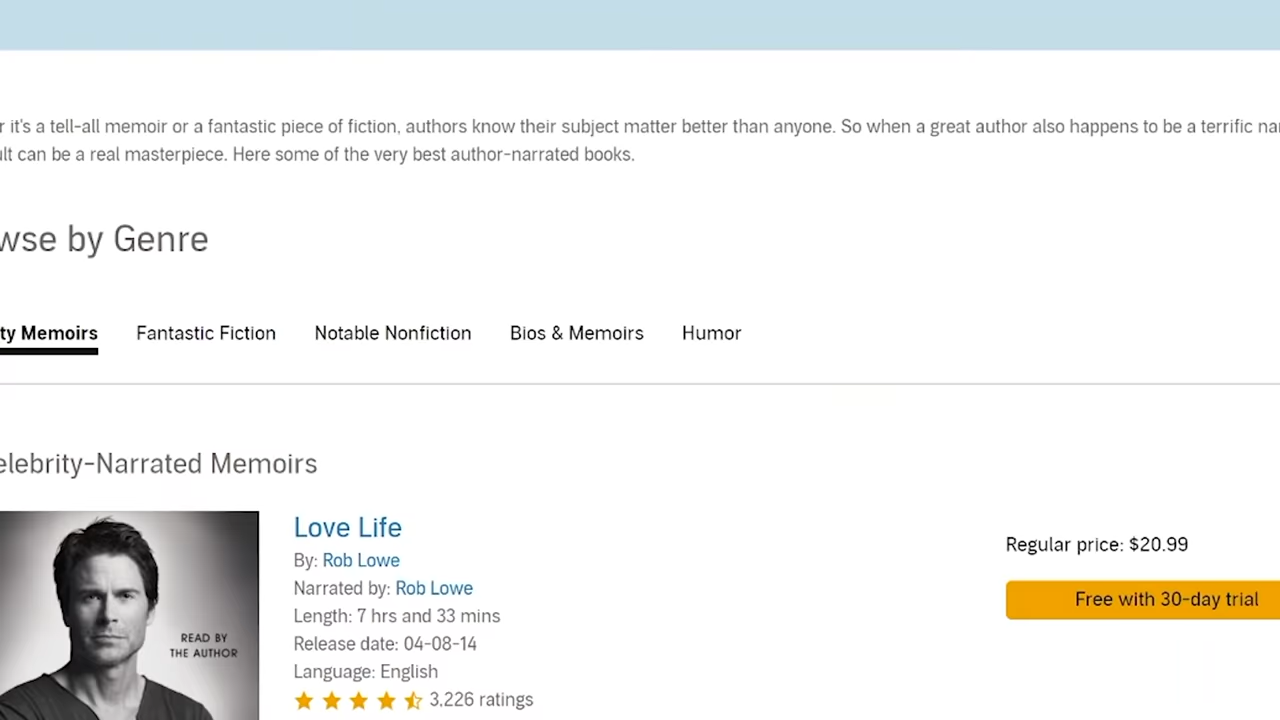 r it's a tell-all memoir or a fantastic piece of fiction, authors know their subject matter better than anyone. So when a great author also happens to be a terrific na
ult can be a real masterpiece. Here some of the very best author-narrated books.
wse by Genre
ty Memoirs Fantastic Fiction Notable Nonfiction Bios & Memoirs Humor
elebrity-Narrated Memoirs
READ BY
THE AUTHOR
Love Life
By: Rob Lowe
Narrated by: Rob Lowe
Length: 7 hrs and 33 mins
Release date: 04-08-14
Language: English
3,226 ratings
Regular price: $20.99
Free with 30-day trial